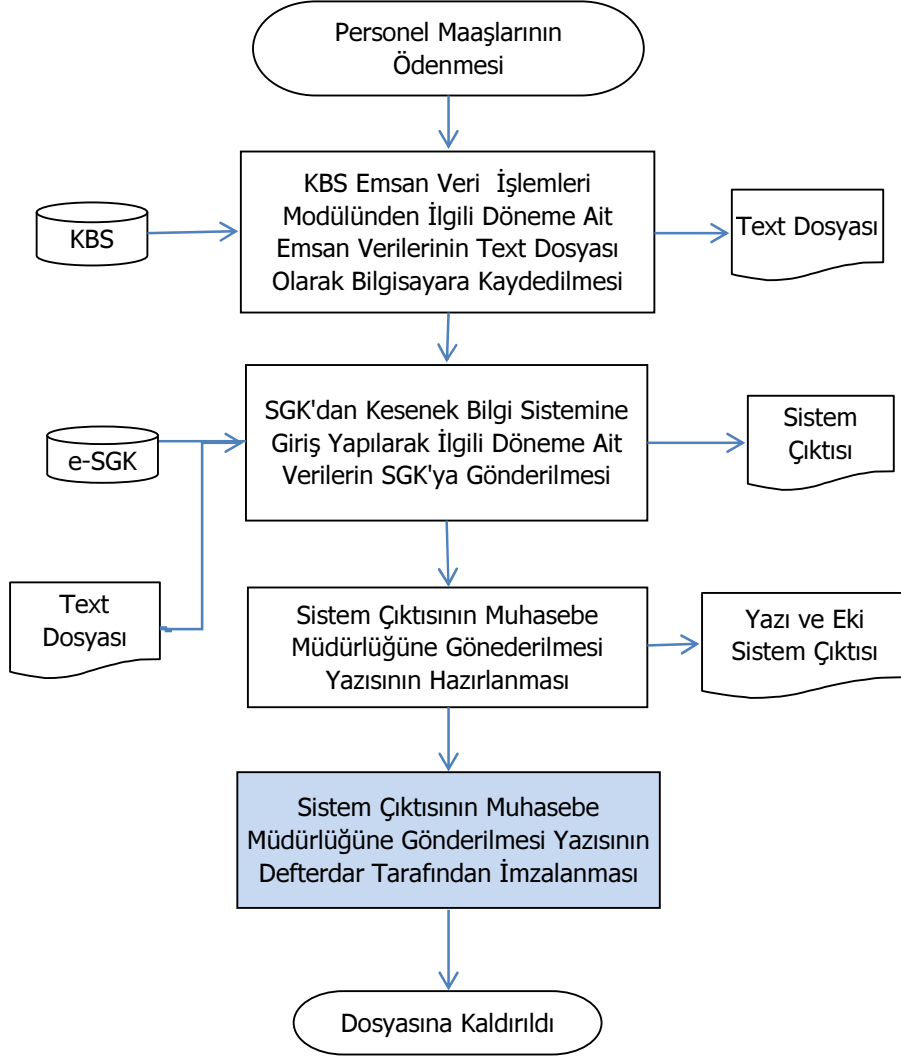 Personel Maaşlarının
Ödenmesi
KBS
KBS Emsan Veri İşlemleri
Modülünden İlgili Döneme Ait
Emsan Verilerinin Text Dosyası
Olarak Bilgisayara Kaydedilmesi
Text Dosyası
e-SGK
SGK'dan Kesenek Bilgi Sistemine
Giriş Yapılarak İlgili Döneme Ait
Verilerin SGK'ya Gönderilmesi
Sistem
Çıktısı
Text
Dosyası
Sistem Çıktısının Muhasebe
Müdürlüğüne Gönederilmesi
Yazısının Hazırlanması
Yazı ve Eki
Sistem Çıktısı
Sistem Çıktısının Muhasebe
Müdürlüğüne Gönderilmesi Yazısının
Defterdar Tarafından İmzalanması
Dosyasına Kaldırıldı